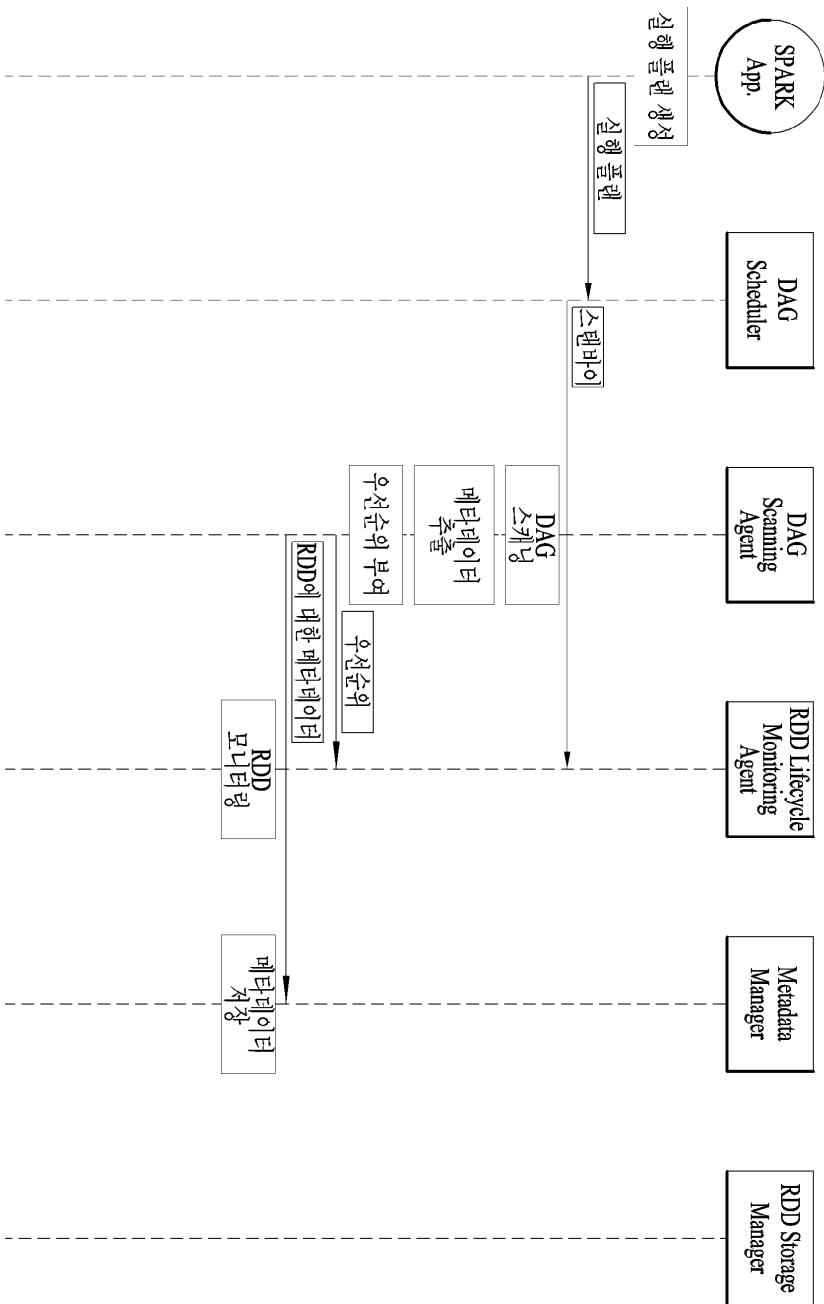 SPARK
App.
DAG
Scheduler
DAG
Scanning
Agent
RDD Lifecycle
Monitoring
Agent
Metadata
Manager
RDD Storage
Manager
실행 플랜 생성
실행 플랜
스탠바이
DAG
스캐닝
메타데이터
추출
우선순위 부여
우선순위
RDD에 대한 메타데이터
RDD
모니터링
메타데이터
저장